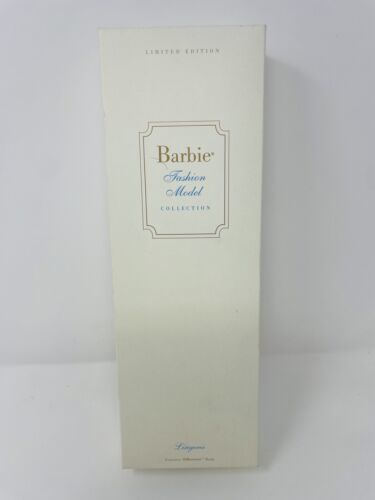 LIMITED EDITION
Barbie®
Fashion
Model
COLLECTION
Lingerie